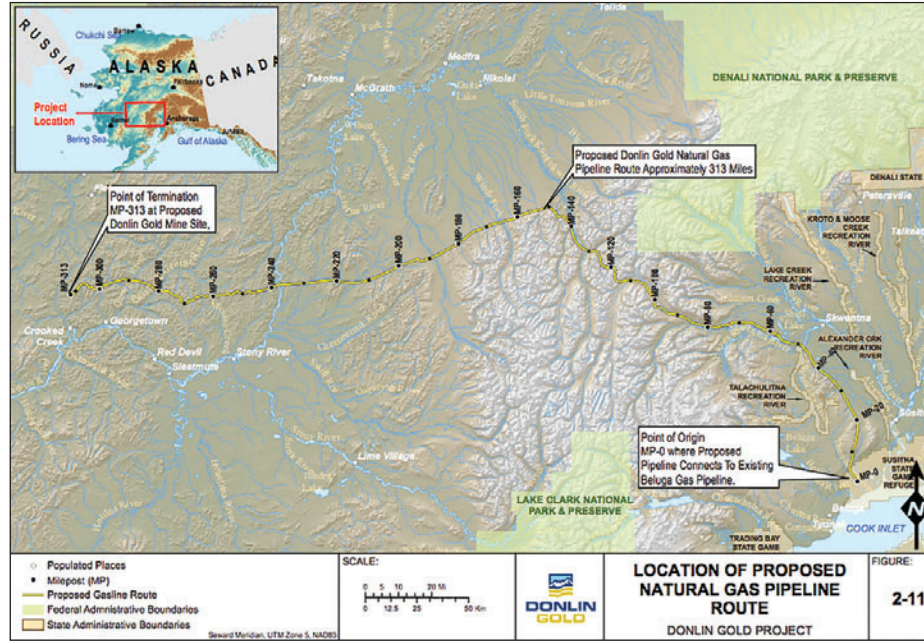 RUSSIA
Chukchi Sea
Barrow
ALASKA
CANADA
Nome
Fairbanks
Project
Location
Bethel
Anchorage
Bering Sea
Gulf of Alaska
Juneau
Telida
Medfra
Nikolai
Takotna
McGrath
DENALI NATIONAL PARK & PRESERVE
Little Tonzona River
Point of Termination
MP-313 at Proposed
Donlin Gold Mine Site,
Proposed Donlin Gold Natural Gas
Pipeline Route Approximately 313 Miles
DENALI STATE
Petersville
KROTO & MOOSE
CREEK
RECREATION
RIVER
LAKE CREEK
RECREATION
RIVER
MP-313
MP-300
MP-280
MP-260
MP-240
MP-220
MP-200
MP-180
MP-160
MP-140
MP-120
MP-100
MP-80
MP-60
MP-20
MP-0
Skwentna
ALEXANDER CRK
RECREATION
RIVER
Crooked
Creek
Georgetown
Red Devil
Sleetmute
Stony River
Lime Village
TALACHULITNA
RECREATION
RIVER
Point of Origin
MP-0 where Proposed
Pipeline Connects To Existing
Beluga Gas Pipeline.
SUSITNA
STATE
GAME
REFUGE
LAKE CLARK NATIONAL
PARK & PRESERVE
TRADING BAY
STATE GAME
COOK INLET
N
Populated Places
Milepost (MP)
Proposed Gasline Route
Federal Admnistrative Boundaries
State Administrative Boundaries
Seward Meridian, UTM Zone 5, NAD83
SCALE:
0 5 10 20 Mi
0 12.5 25 50 Km
DONLIN
GOLD
LOCATION OF PROPOSED
NATURAL GAS PIPELINE
ROUTE
DONLIN GOLD PROJECT
FIGURE:
2-11